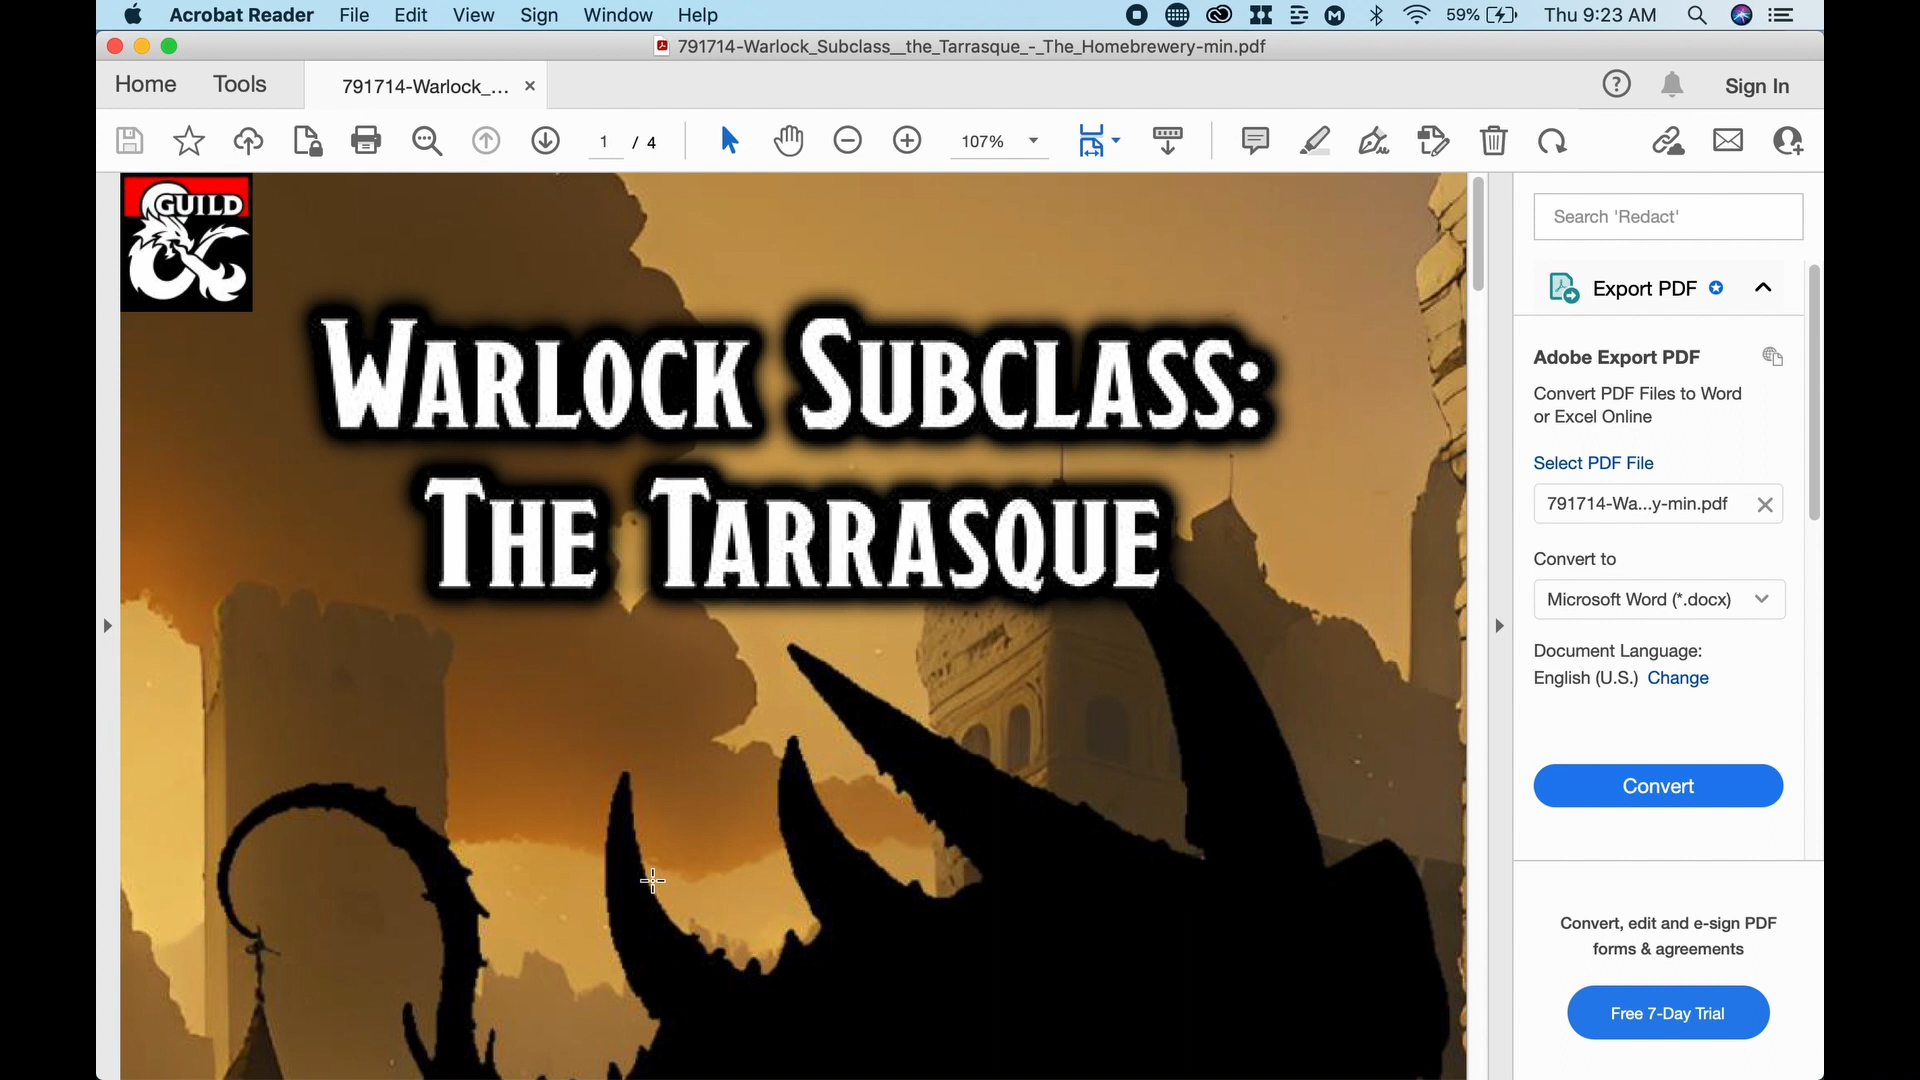 Acrobat Reader File Edit View Sign Window Help 59% Thu 9:23 AM
791714-Warlock_Subclass__the_Tarrasque_-_The_Homebrewery-min.pdf
Home Tools 791714-Warlock_... × Sign In
1 / 4 107%
GUILD
Warlock Subclass:
The Tarrasque
Search 'Redact'
Export PDF
Adobe Export PDF
Convert PDF Files to Word
or Excel Online
Select PDF File
791714-Wa...y-min.pdf
Convert to
Microsoft Word (*.docx)
Document Language:
English (U.S.) Change
Convert
Convert, edit and e-sign PDF
forms & agreements
Free 7-Day Trial